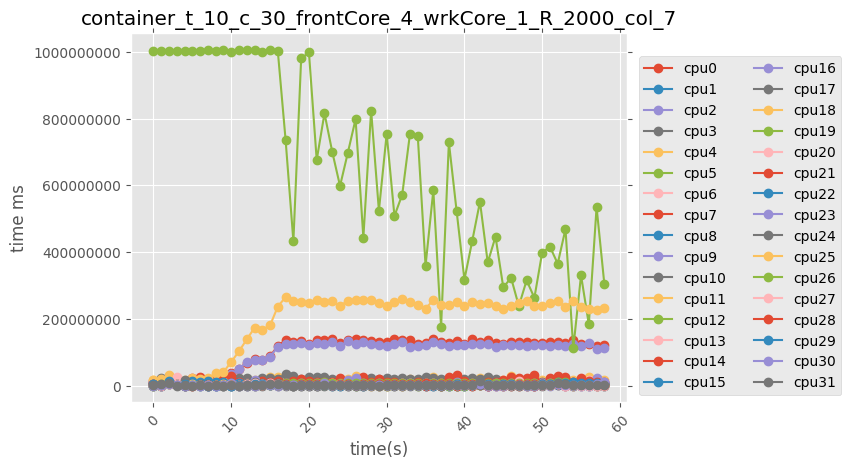 container_t_10_c_30_frontCore_4_wrkCore_1_R_2000_col_7
1000000000
800000000
600000000
400000000
200000000
0
time ms
0
10
20
30
40
50
60
time(s)
cpu0
cpu1
cpu2
cpu3
cpu4
cpu5
cpu6
cpu7
cpu8
cpu9
cpu10
cpu11
cpu12
cpu13
cpu14
cpu15
cpu16
cpu17
cpu18
cpu19
cpu20
cpu21
cpu22
cpu23
cpu24
cpu25
cpu26
cpu27
cpu28
cpu29
cpu30
cpu31